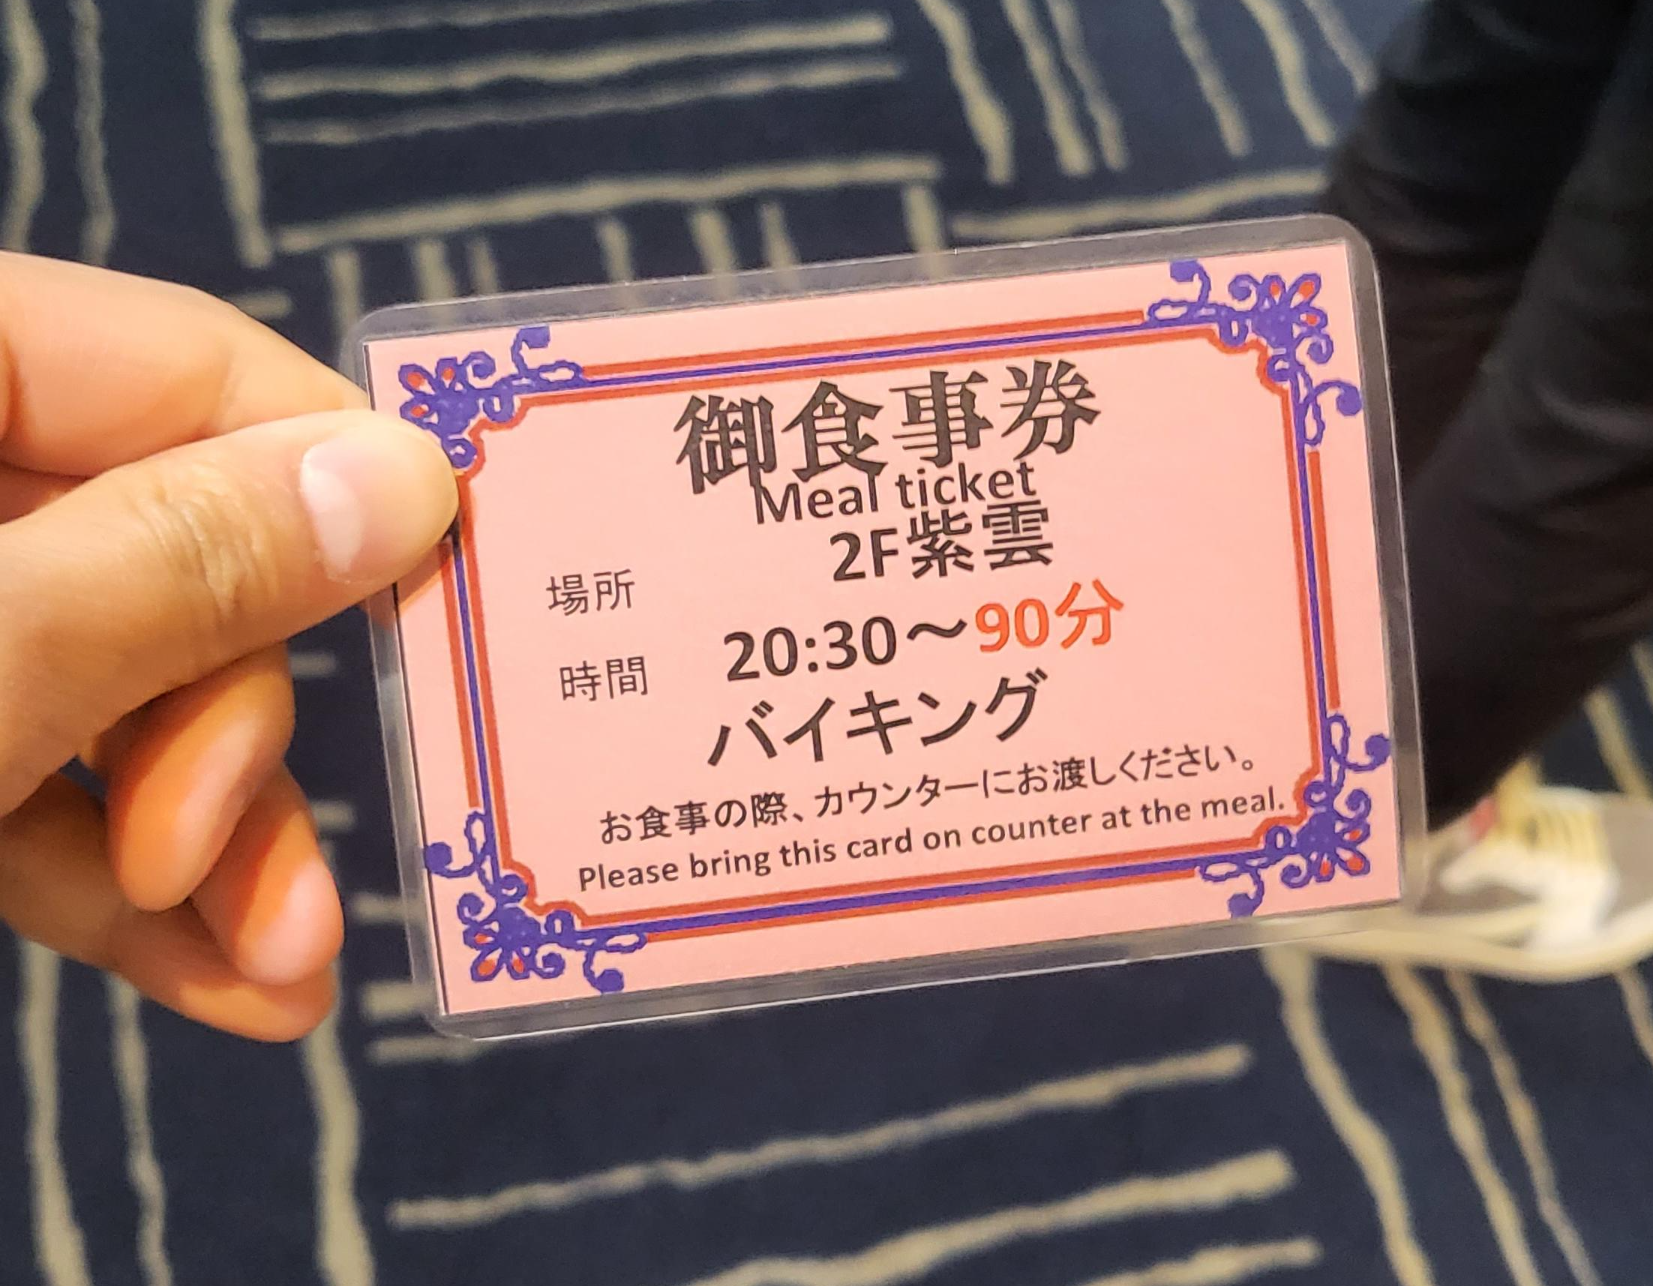 御食事券
Meal ticket
場所 2F紫雲
時間 20:30～90分
バイキング
お食事の際、カウンターにお渡しください。
Please bring this card on counter at the meal.